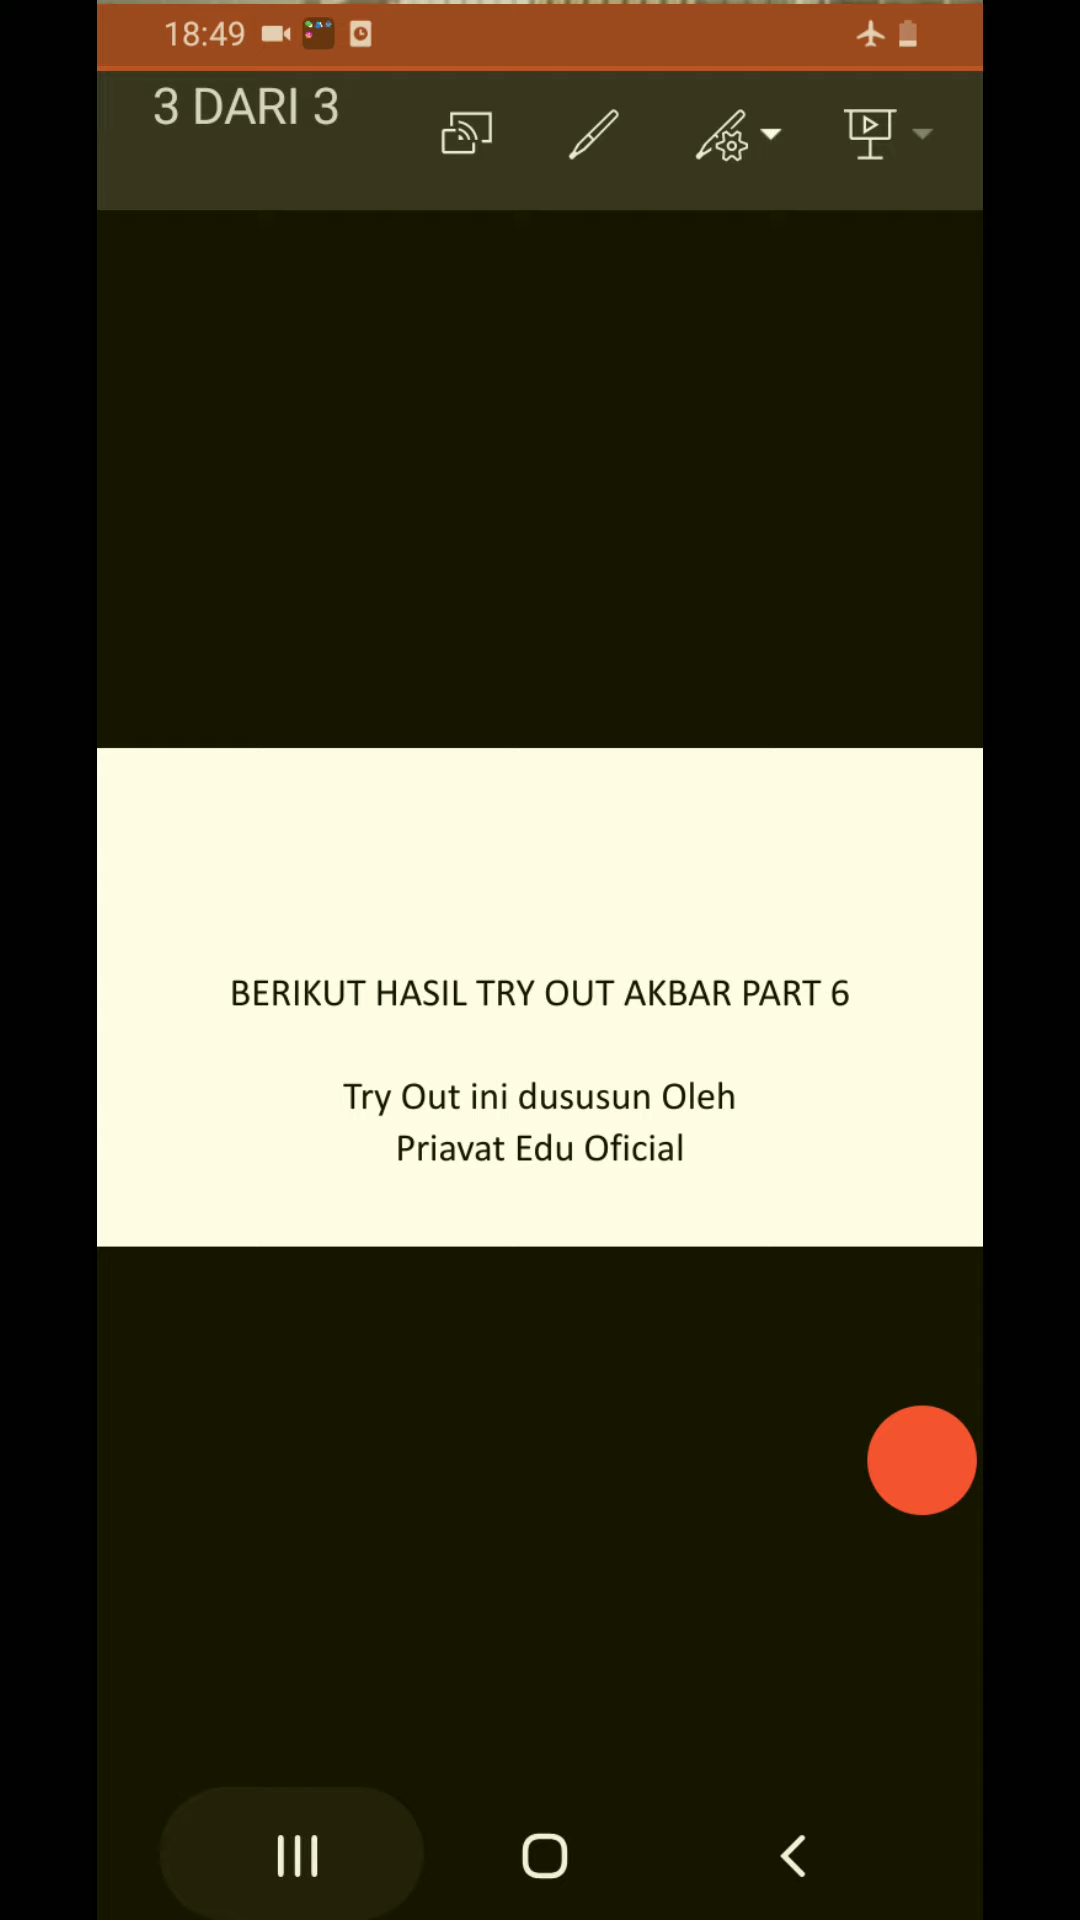 18:49
3 DARI 3
BERIKUT HASIL TRY OUT AKBAR PART 6
Try Out ini dususun Oleh
Priavat Edu Oficial